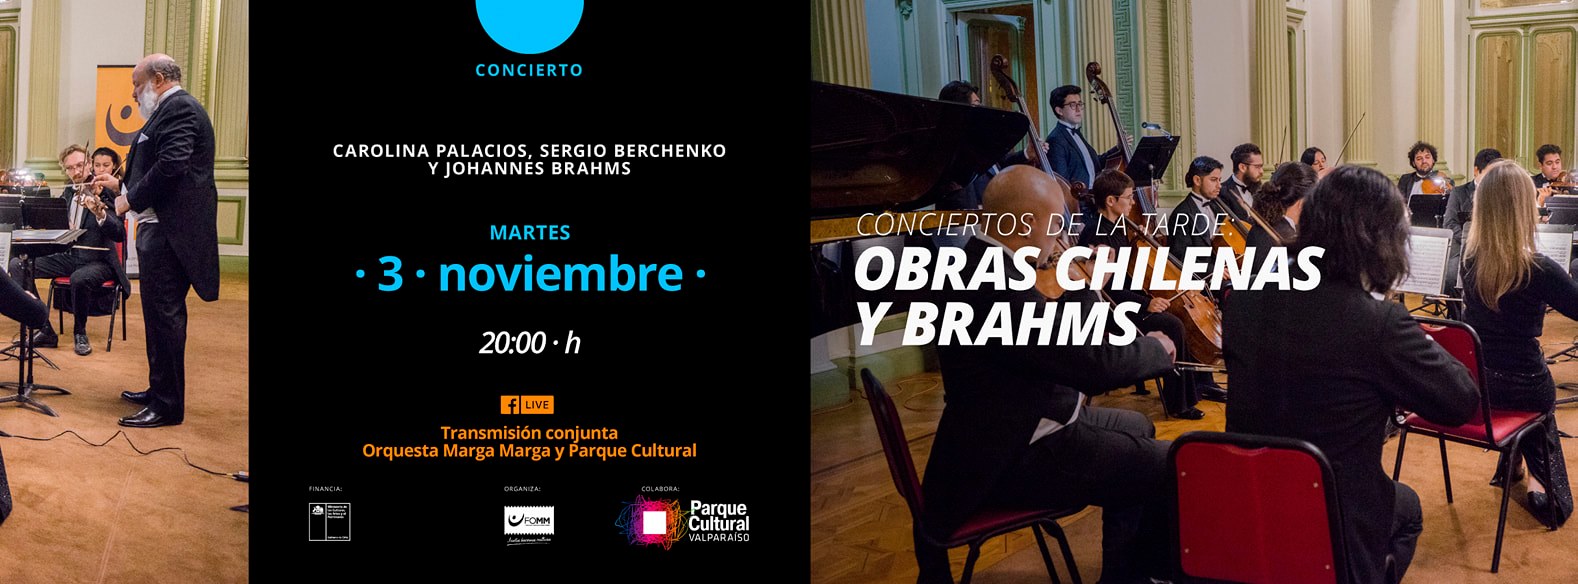 CONCIERTO
CAROLINA PALACIOS, SERGIO BERCHENKO
Y JOHANNES BRAHMS
MARTES
· 3 · noviembre ·
20:00 · h
f LIVE
Transmisión conjunta
Orquesta Marga Marga y Parque Cultural
FINANCIA:
ORGANIZA:
FOMM
COLABORA:
Parque
Cultural
VALPARAÍSO
CONCIERTOS DE LA TARDE:
OBRAS CHILENAS
Y BRAHMS